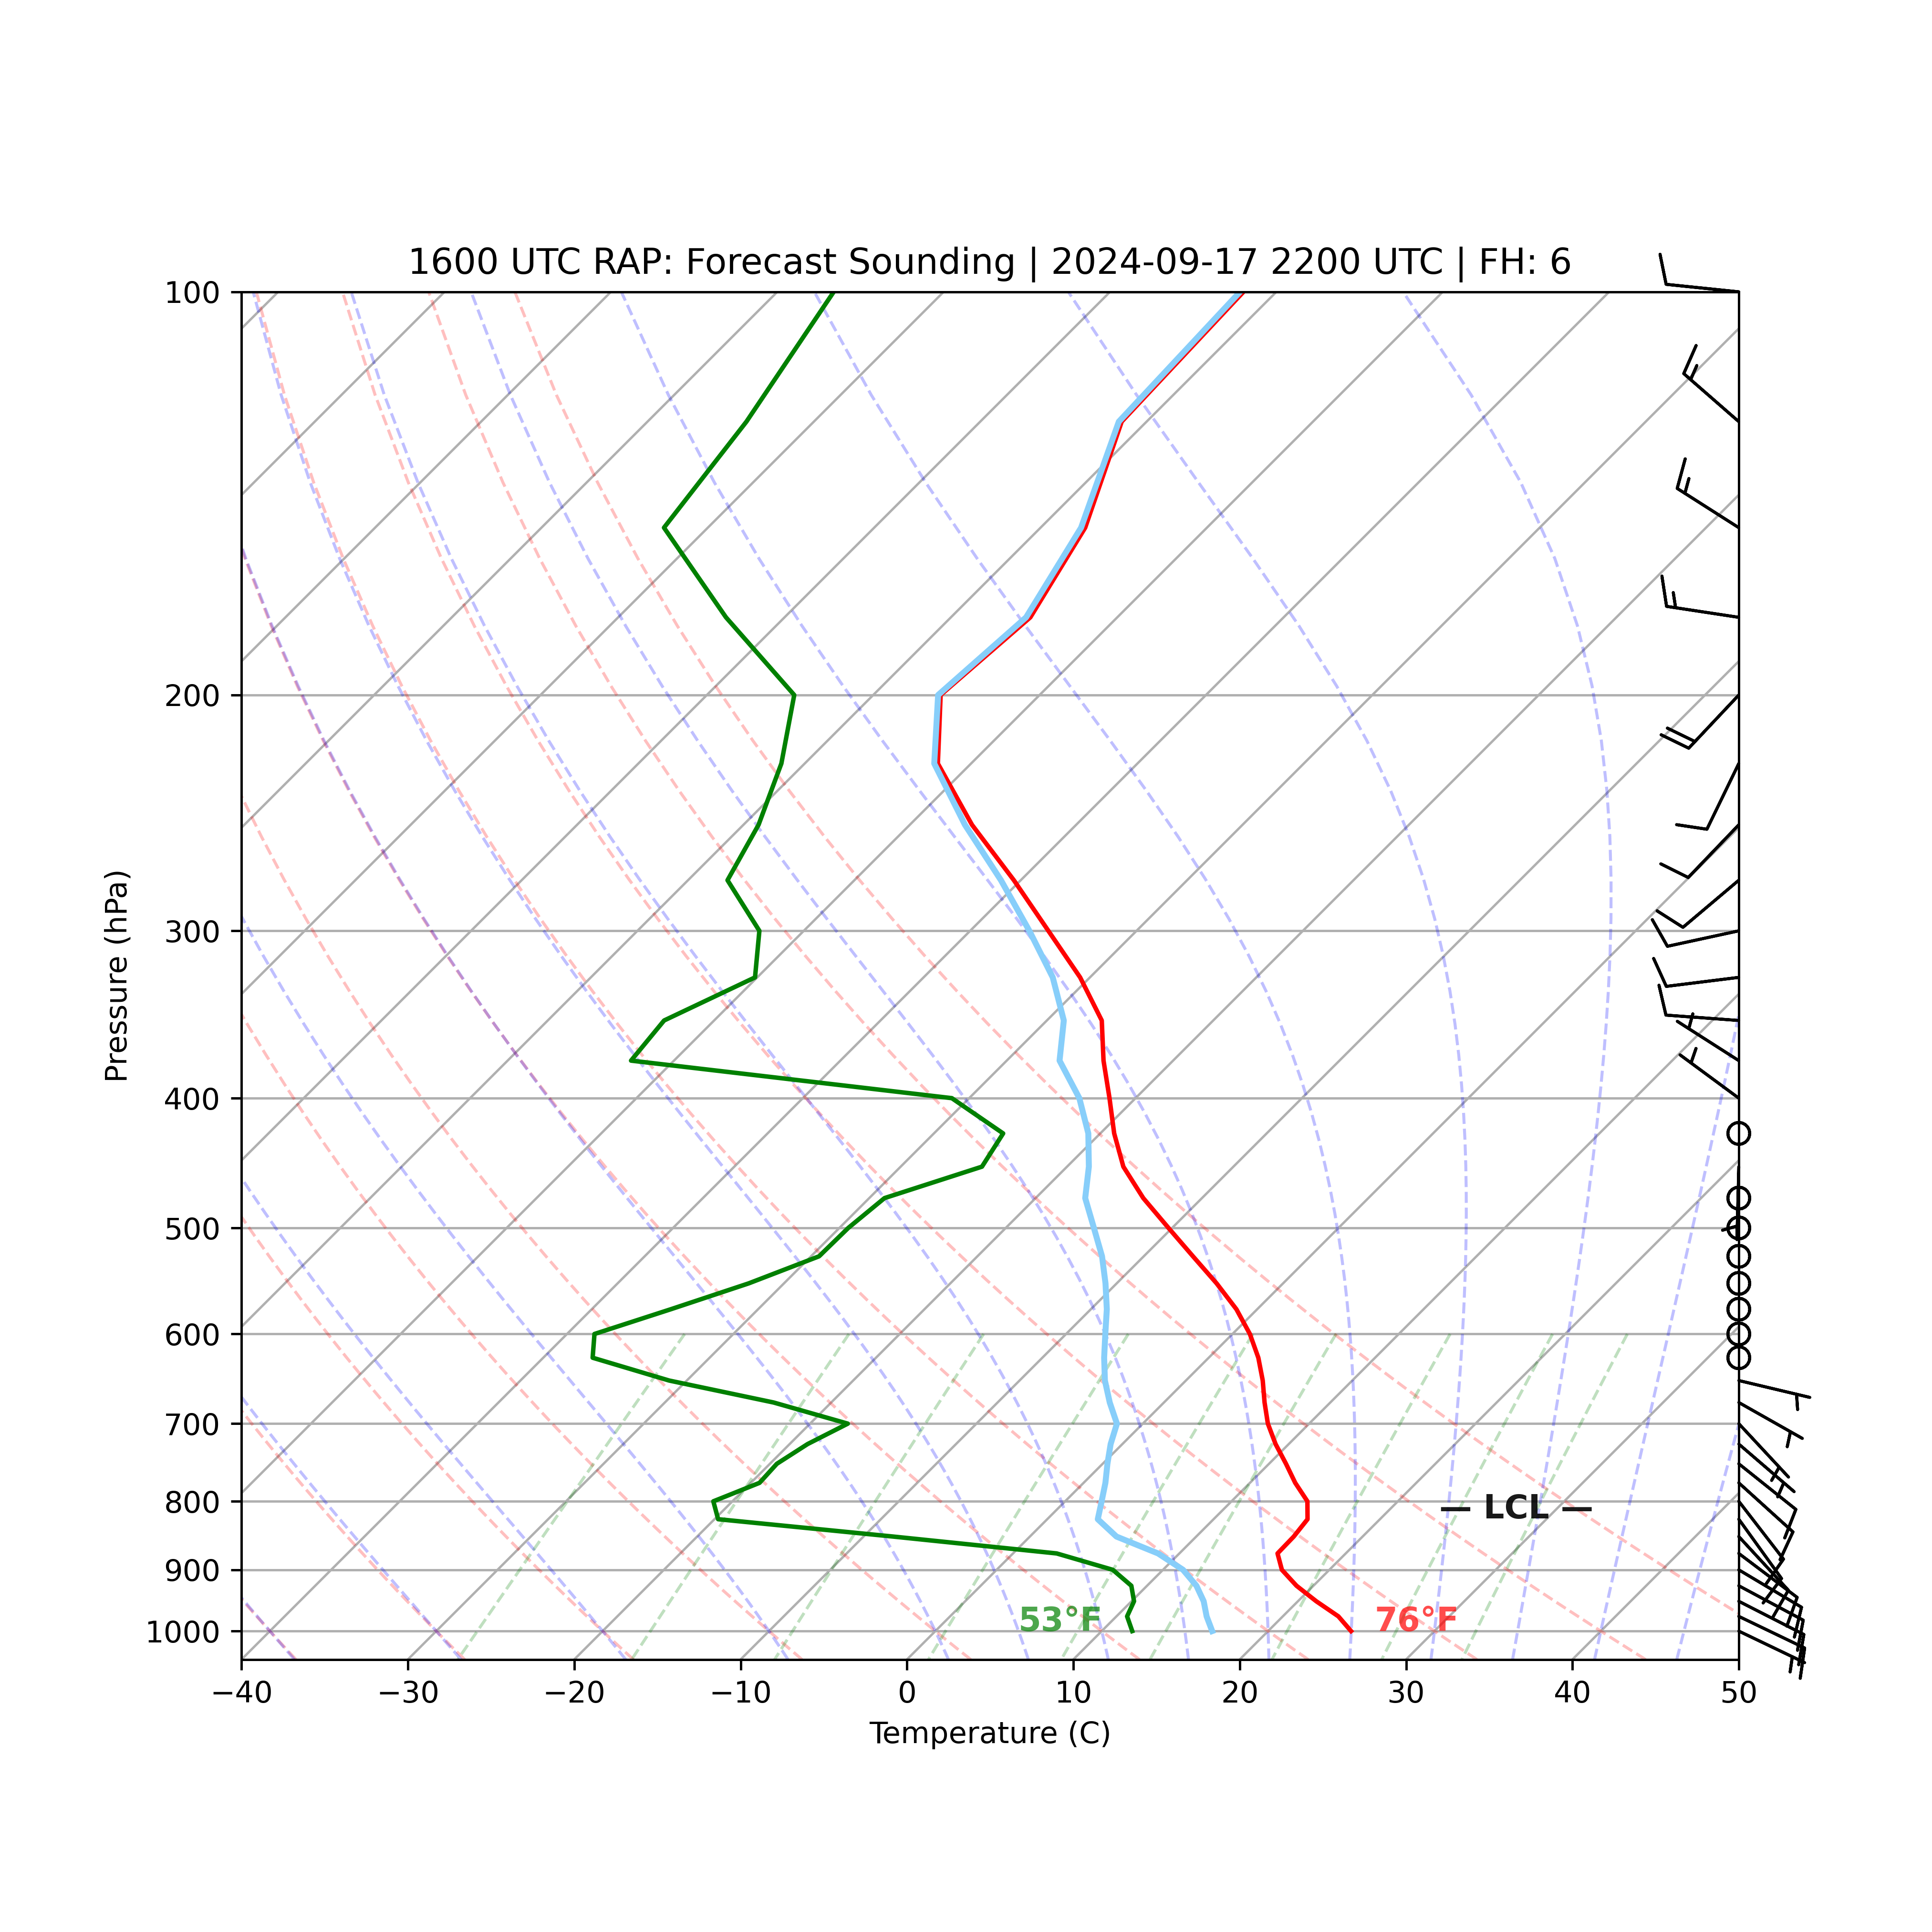 1600 UTC RAP: Forecast Sounding | 2024-09-17 2200 UTC | FH: 6
100
200
300
400
500
600
700
800
900
1000
Pressure (hPa)
— LCL —
53°F
76°F
−40 −30 −20 −10 0 10 20 30 40 50
Temperature (C)